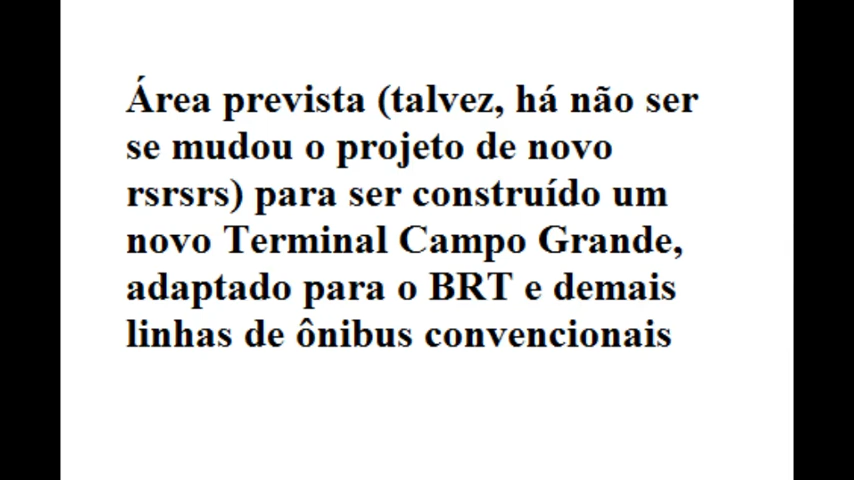 Área prevista (talvez, há não ser
se mudou o projeto de novo
rsrsrs) para ser construído um
novo Terminal Campo Grande,
adaptado para o BRT e demais
linhas de ônibus convencionais